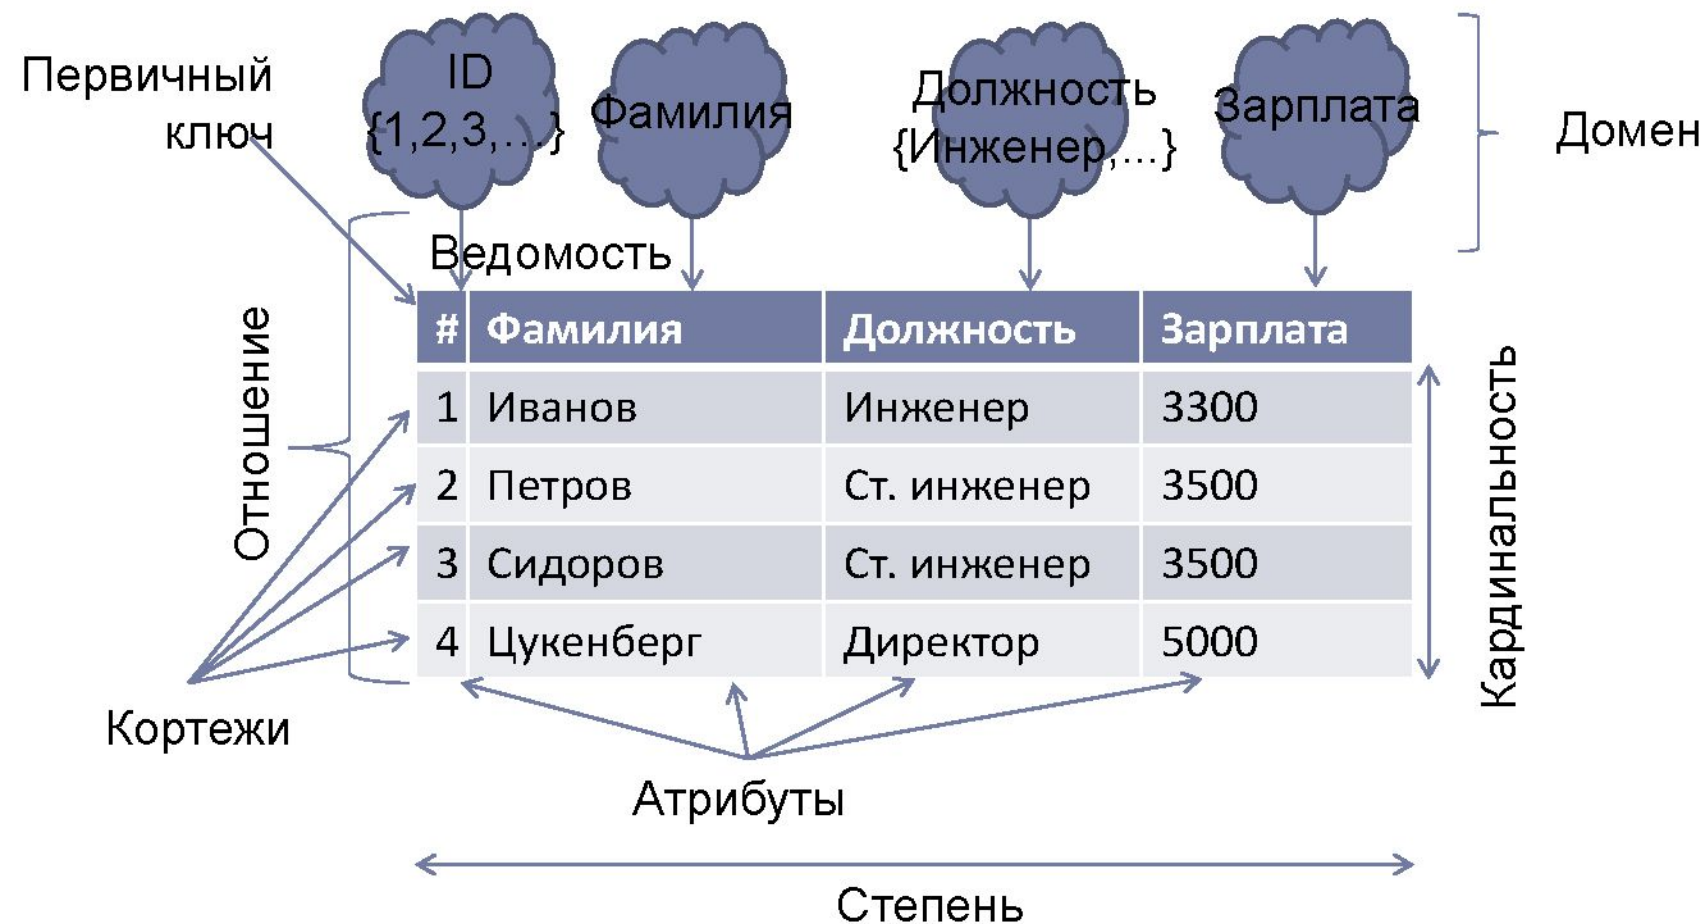 Первичный
ключ
ID
{1,2,3,...}
Фамилия
Должность
{Инженер,...}
Зарплата
Домен
Ведомость
# Фамилия Должность Зарплата
1 Иванов Инженер 3300
2 Петров Ст. инженер 3500
3 Сидоров Ст. инженер 3500
4 Цукенберг Директор 5000
Отношение
Кардинальность
Кортежи
Атрибуты
Степень